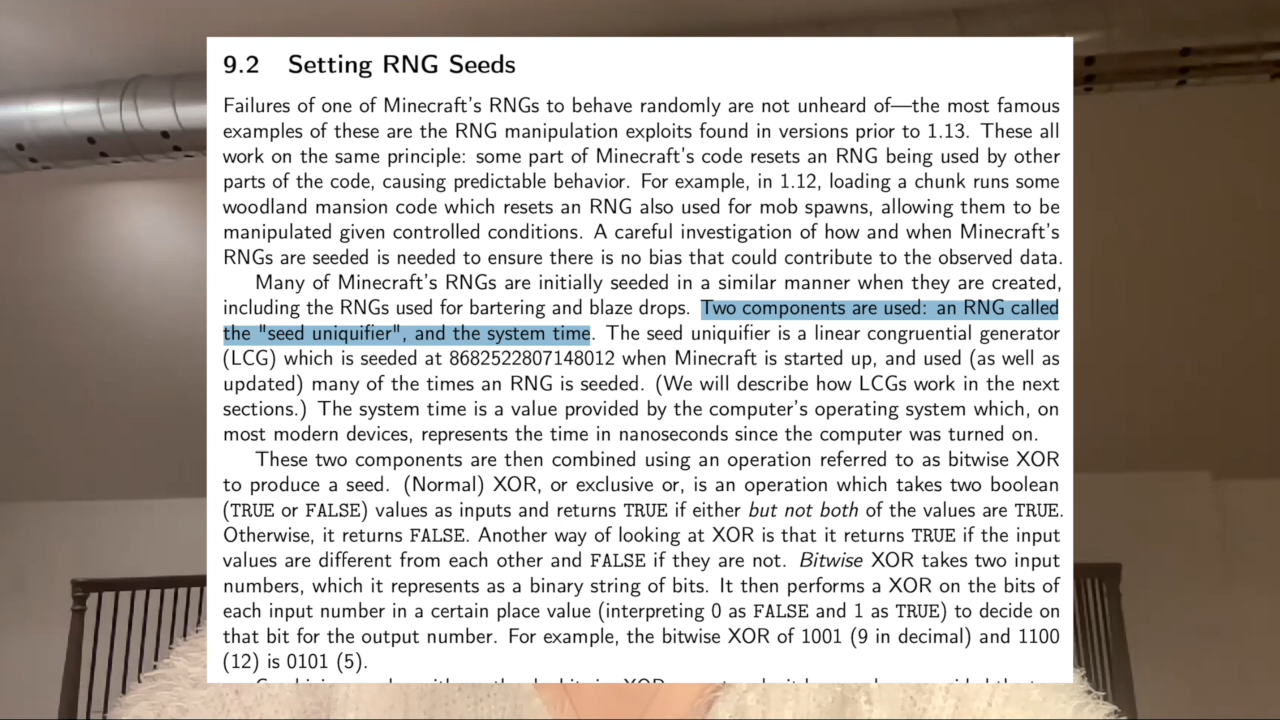 9.2 Setting RNG Seeds
Failures of one of Minecraft's RNGs to behave randomly are not unheard of—the most famous
examples of these are the RNG manipulation exploits found in versions prior to 1.13. These all
work on the same principle: some part of Minecraft's code resets an RNG being used by other
parts of the code, causing predictable behavior. For example, in 1.12, loading a chunk runs some
woodland mansion code which resets an RNG also used for mob spawns, allowing them to be
manipulated given controlled conditions. A careful investigation of how and when Minecraft's
RNGs are seeded is needed to ensure there is no bias that could contribute to the observed data.
Many of Minecraft's RNGs are initially seeded in a similar manner when they are created,
including the RNGs used for bartering and blaze drops. Two components are used: an RNG called
the "seed uniquifier", and the system time. The seed uniquifier is a linear congruential generator
(LCG) which is seeded at 8682522807148012 when Minecraft is started up, and used (as well as
updated) many of the times an RNG is seeded. (We will describe how LCGs work in the next
sections.) The system time is a value provided by the computer's operating system which, on
most modern devices, represents the time in nanoseconds since the computer was turned on.
These two components are then combined using an operation referred to as bitwise XOR
to produce a seed. (Normal) XOR, or exclusive or, is an operation which takes two boolean
(TRUE or FALSE) values as inputs and returns TRUE if either but not both of the values are TRUE.
Otherwise, it returns FALSE. Another way of looking at XOR is that it returns TRUE if the input
values are different from each other and FALSE if they are not. Bitwise XOR takes two input
numbers, which it represents as a binary string of bits. It then performs a XOR on the bits of
each input number in a certain place value (interpreting 0 as FALSE and 1 as TRUE) to decide on
that bit for the output number. For example, the bitwise XOR of 1001 (9 in decimal) and 1100
(12) is 0101 (5).